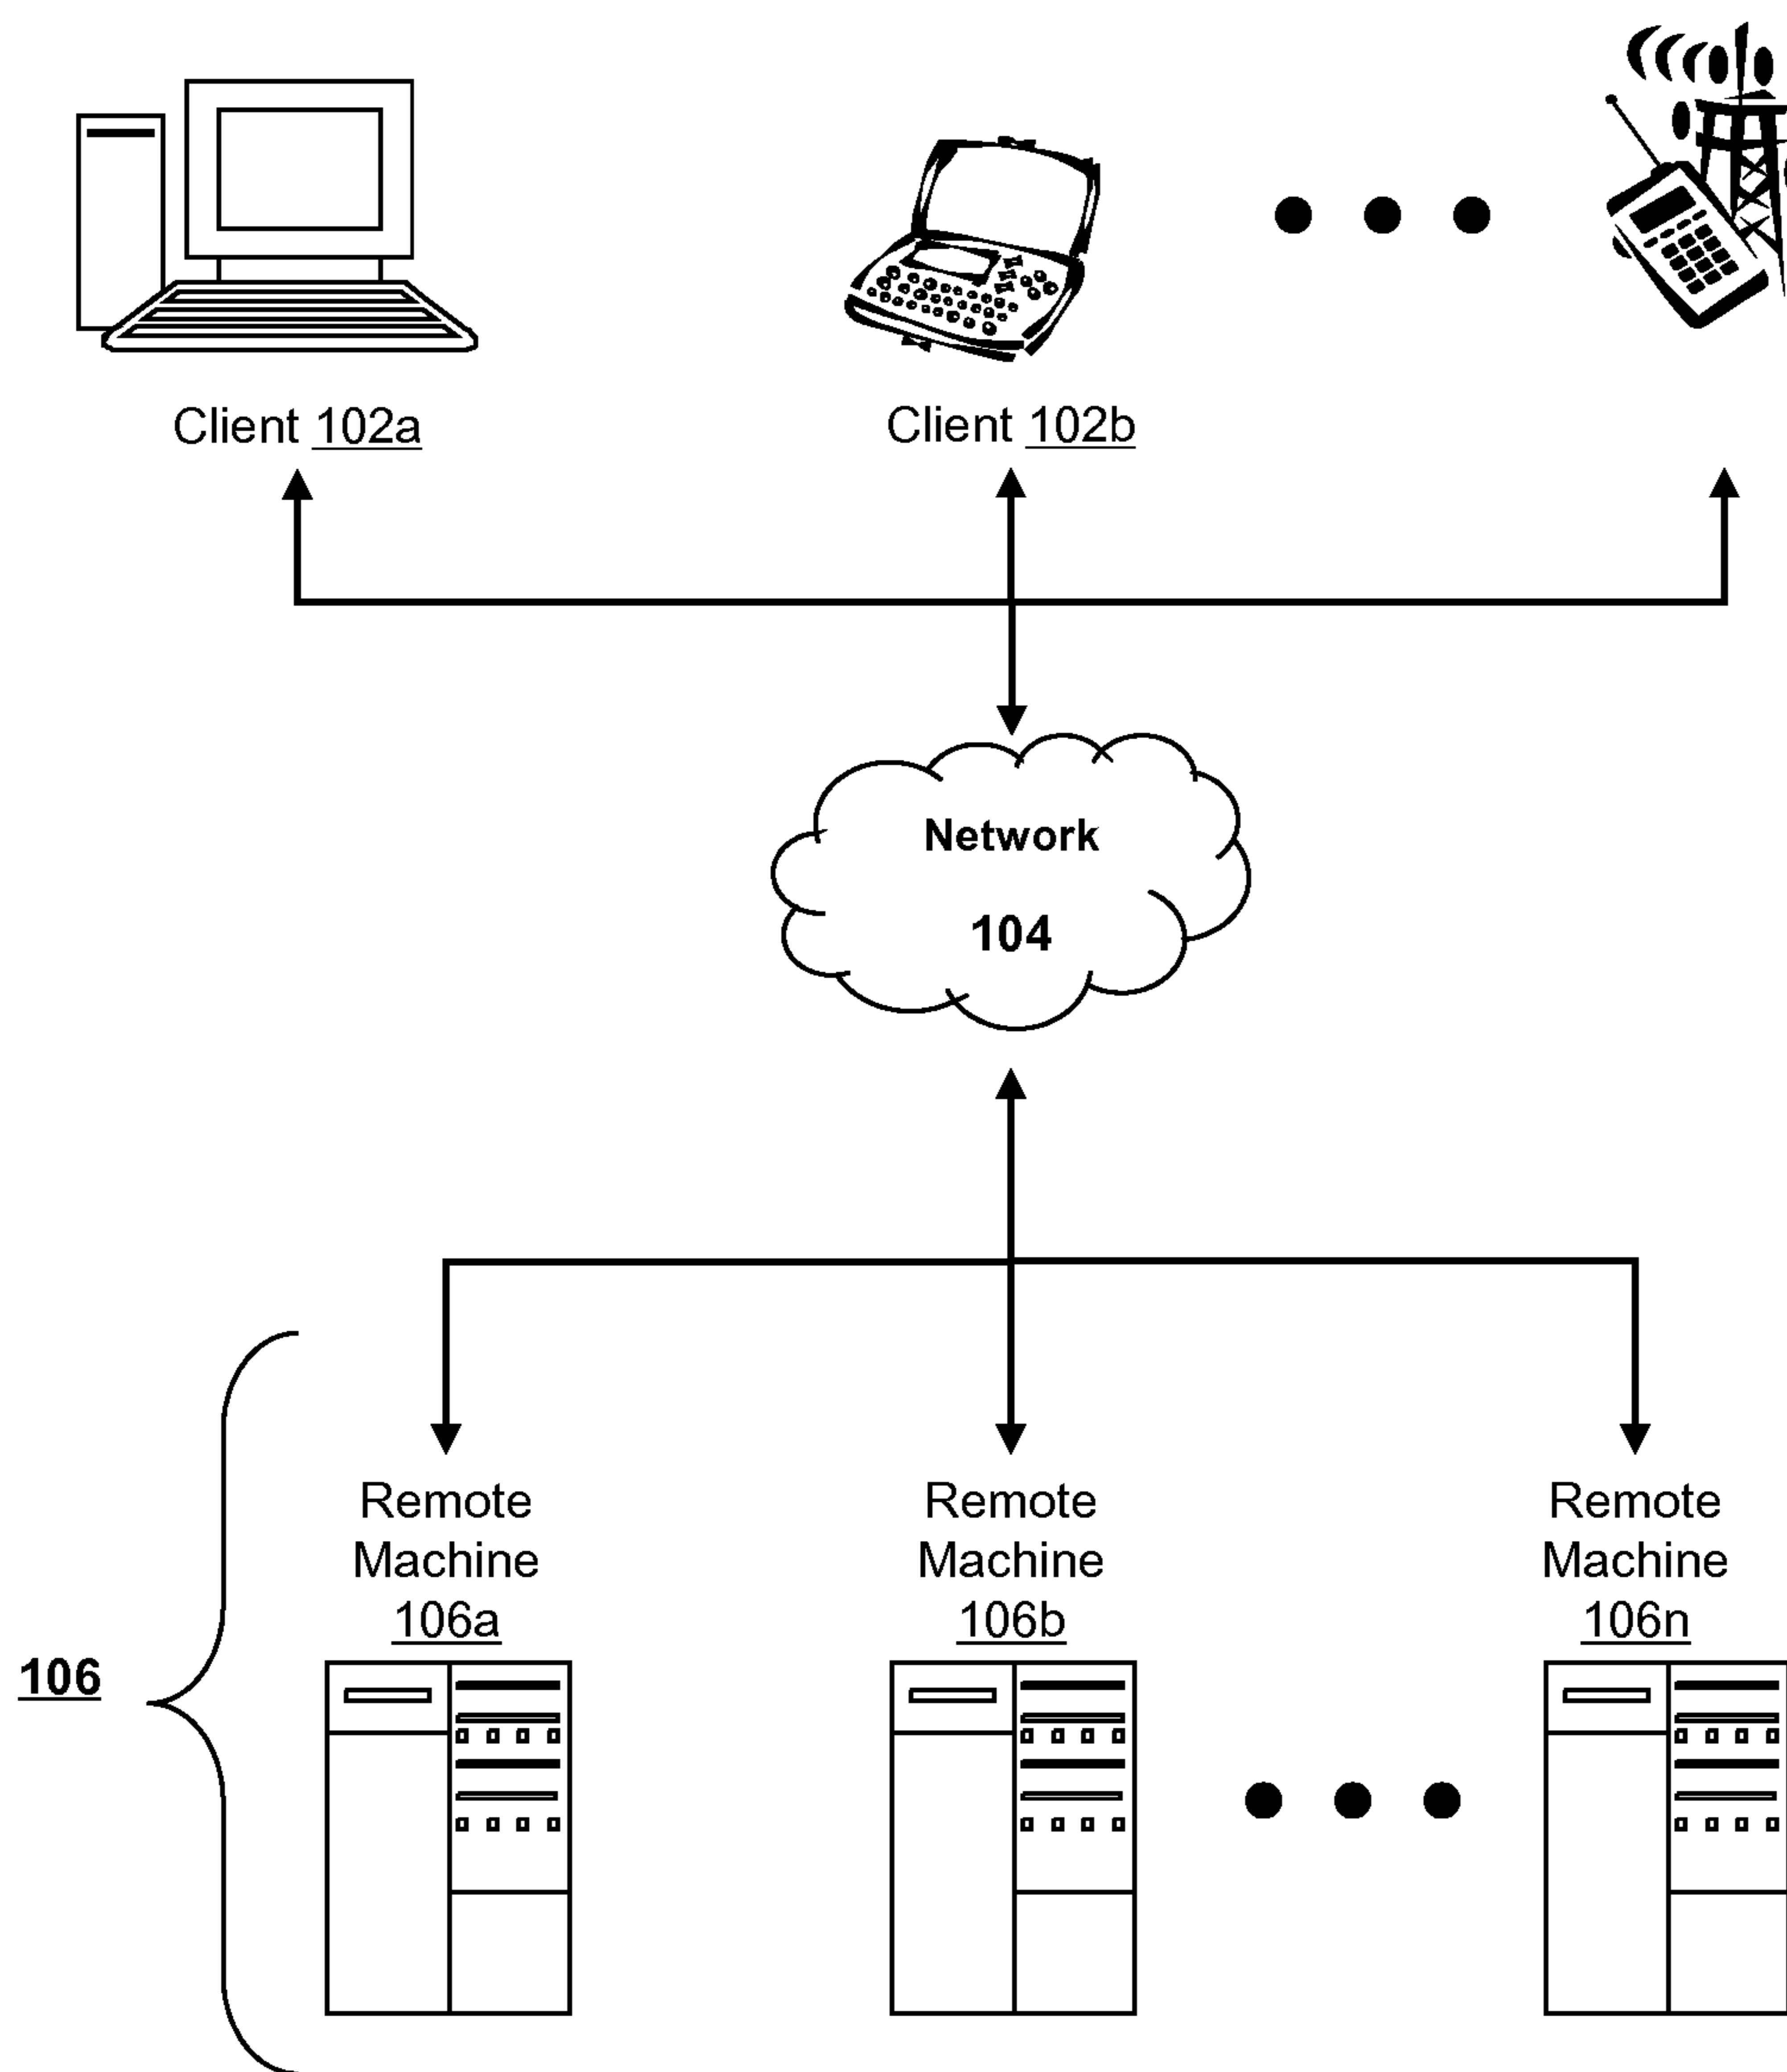 Client 102a
Client 102b
Network
104
Remote
Machine
106a
Remote
Machine
106b
Remote
Machine
106n
106